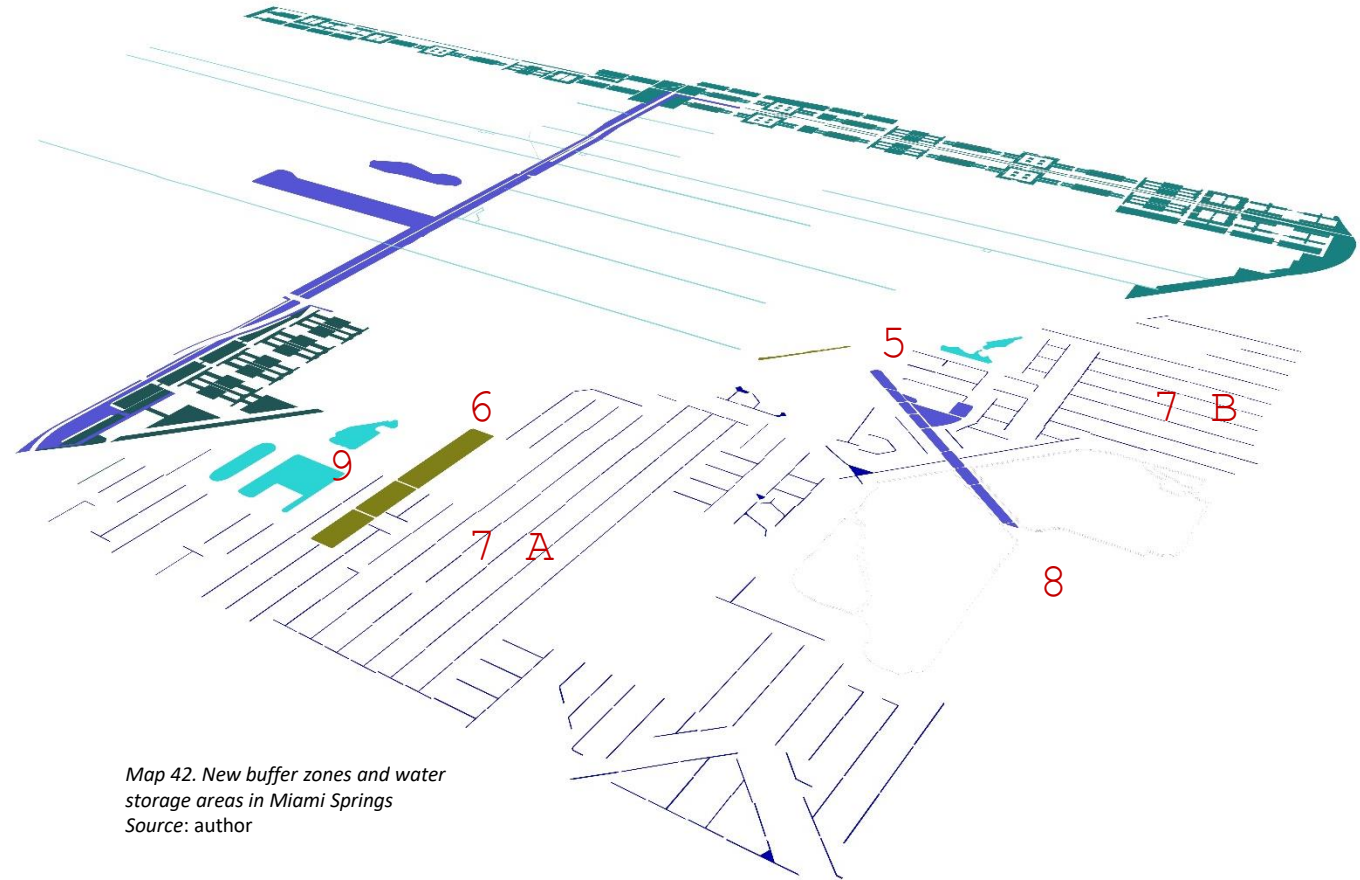 5
6
7 B
9
7 A
8
Map 42. New buffer zones and water
storage areas in Miami Springs
Source: author